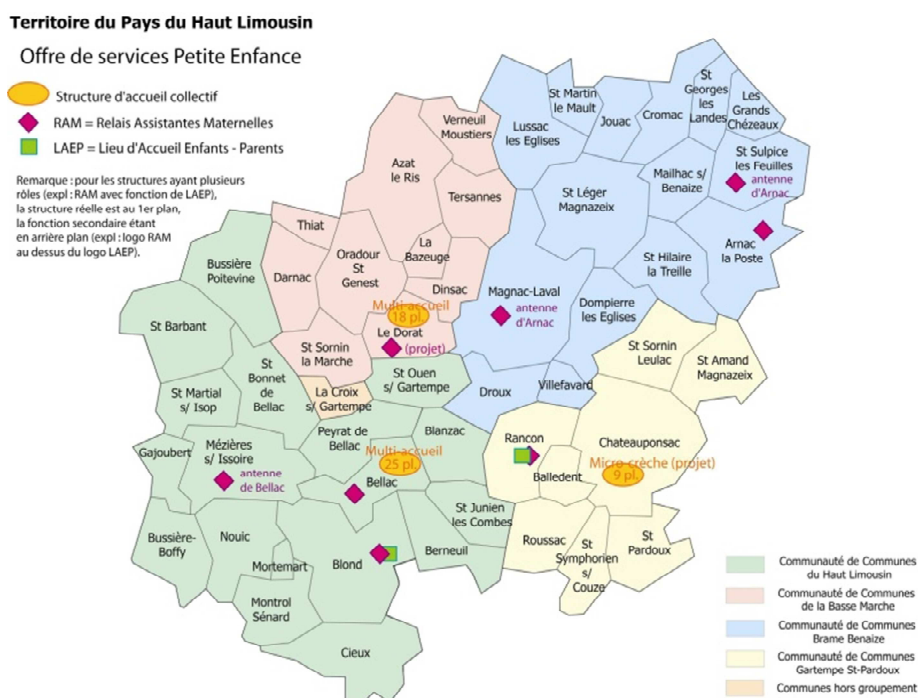 Territoire du Pays du Haut Limousin
Offre de services Petite Enfance
Structure d'accueil collectif
RAM = Relais Assistantes Maternelles
LAEP = Lieu d'Accueil Enfants - Parents
Remarque : pour les structures ayant plusieurs
rôles (expl : RAM avec fonction de LAEP),
la structure réelle est au 1er plan,
la fonction secondaire étant
en arrière plan (expl : logo RAM
au dessus du logo LAEP).
Verneuil
Moustiers
Azat
le Ris
Tersannes
Thiat
La
Bazeuge
Oradour
St
Genest
Darnac
Dinsac
Multi-accueil
18 pl.
Le Dorat
(projet)
St Sornin
la Marche
La Croix
s/ Gartempe
Lussac
les Eglises
St Martin
le Mault
Jouac
Cromac
St
Georges
les
Landes
Les
Grands
Chézeaux
St Sulpice
les Feuilles
antenne
d'Arnac
Mailhac s/
Benaize
St Léger
Magnazeix
Arnac
la Poste
St Hilaire
la Treille
Magnac-Laval
antenne
d'Arnac
Dompierre
les Eglises
Droux
Villefavard
St Sornin
Leulac
St Amand
Magnazeix
Rancon
Chateauponsac
Micro-crèche (projet)
9 pl.
Balledent
Roussac
St
Symphorien
s/
Couze
St
Pardoux
Bussière
Poitevine
St Barbant
St
Bonnet
de
Bellac
St Martial
s/ Isop
St Ouen
s/ Gartempe
Peyrat de
Bellac
Blanzac
Multi-accueil
25 pl.
Bellac
Gajoubert
Mézières
s/ Issoire
antenne
de Bellac
St Junien
les Combes
Berneuil
Bussière-
Boffy
Nouic
Mortemart
Blond
Montrol
Sénard
Cieux
Communauté de Communes
du Haut Limousin
Communauté de Communes
de la Basse Marche
Communauté de Communes
Brame Benaize
Communauté de Communes
Gartempe St-Pardoux
Communes hors groupement